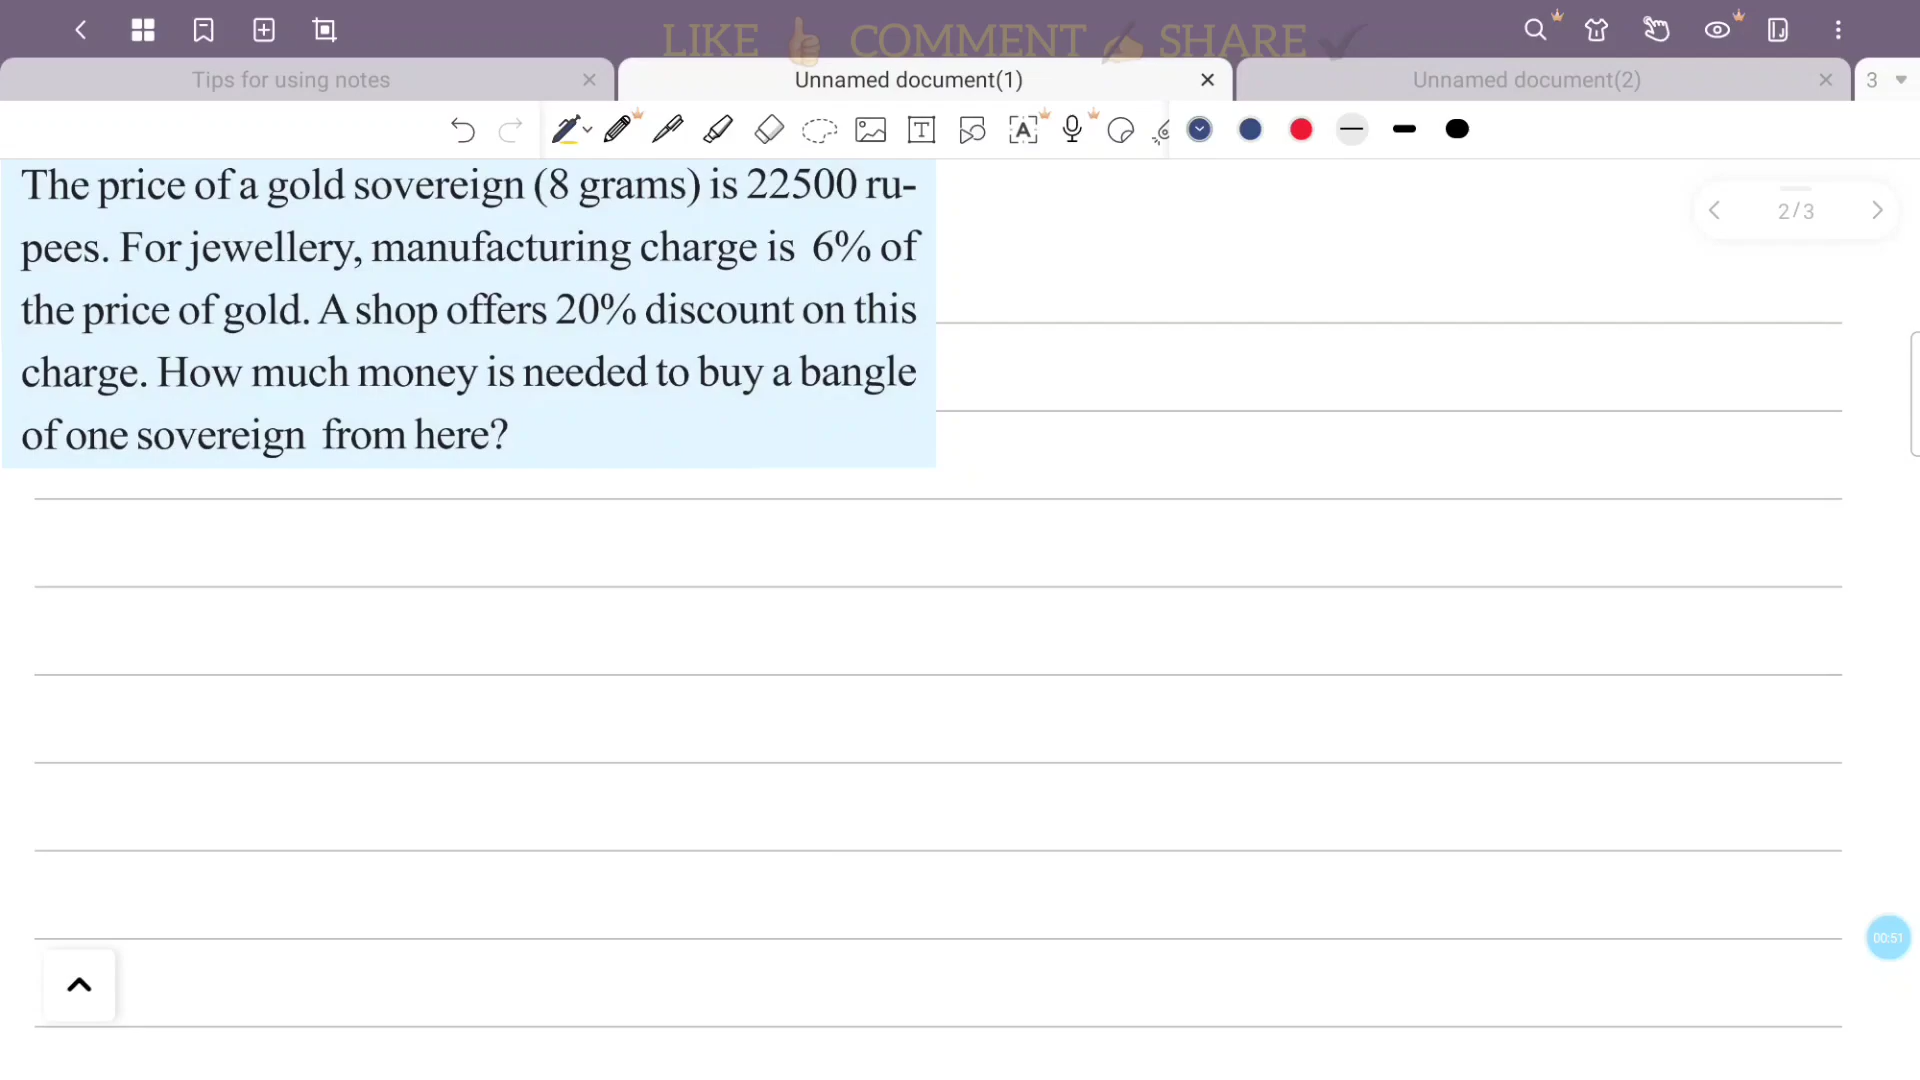 LIKE 👍 COMMENT ✍ SHARE ✔
Tips for using notes
Unnamed document(1)
Unnamed document(2)
3
The price of a gold sovereign (8 grams) is 22500 ru-
pees. For jewellery, manufacturing charge is 6% of
the price of gold. A shop offers 20% discount on this
charge. How much money is needed to buy a bangle
of one sovereign from here?
2/3
00:51